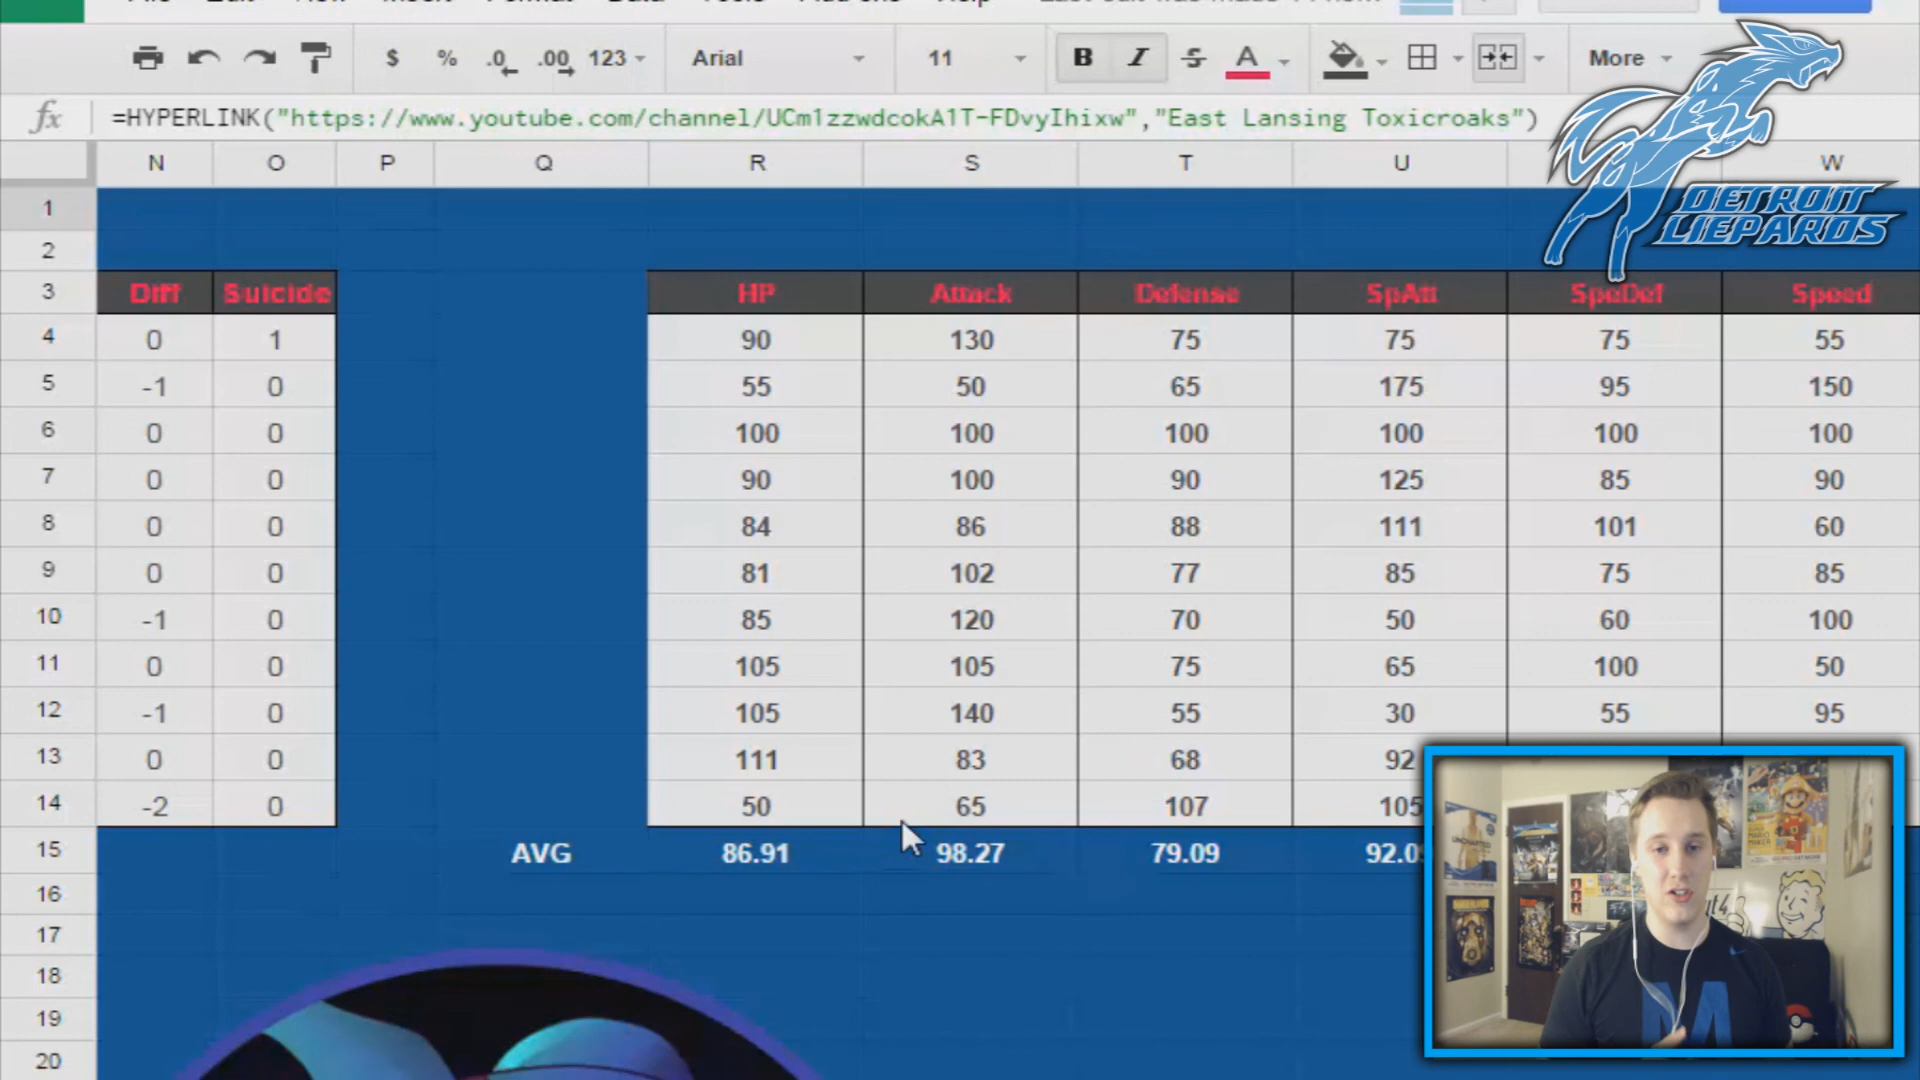 $ % .0 .00 123 Arial 11 B I S A More
fx =HYPERLINK("https://www.youtube.com/channel/UCm1zzwdcokA1T-FDvyIhixw","East Lansing Toxicroaks")
N O P Q R S T U W
DETROIT
LIEPARDS
1
2
3 Diff Suicide HP Attack Defense SpAtt SpeDef Speed
4 0 1 90 130 75 75 75 55
5 -1 0 55 50 65 175 95 150
6 0 0 100 100 100 100 100 100
7 0 0 90 100 90 125 85 90
8 0 0 84 86 88 111 101 60
9 0 0 81 102 77 85 75 85
10 -1 0 85 120 70 50 60 100
11 0 0 105 105 75 65 100 50
12 -1 0 105 140 55 30 55 95
13 0 0 111 83 68 92
14 -2 0 50 65 107 105
15 AVG 86.91 98.27 79.09 92.0
16
17
18
19
20